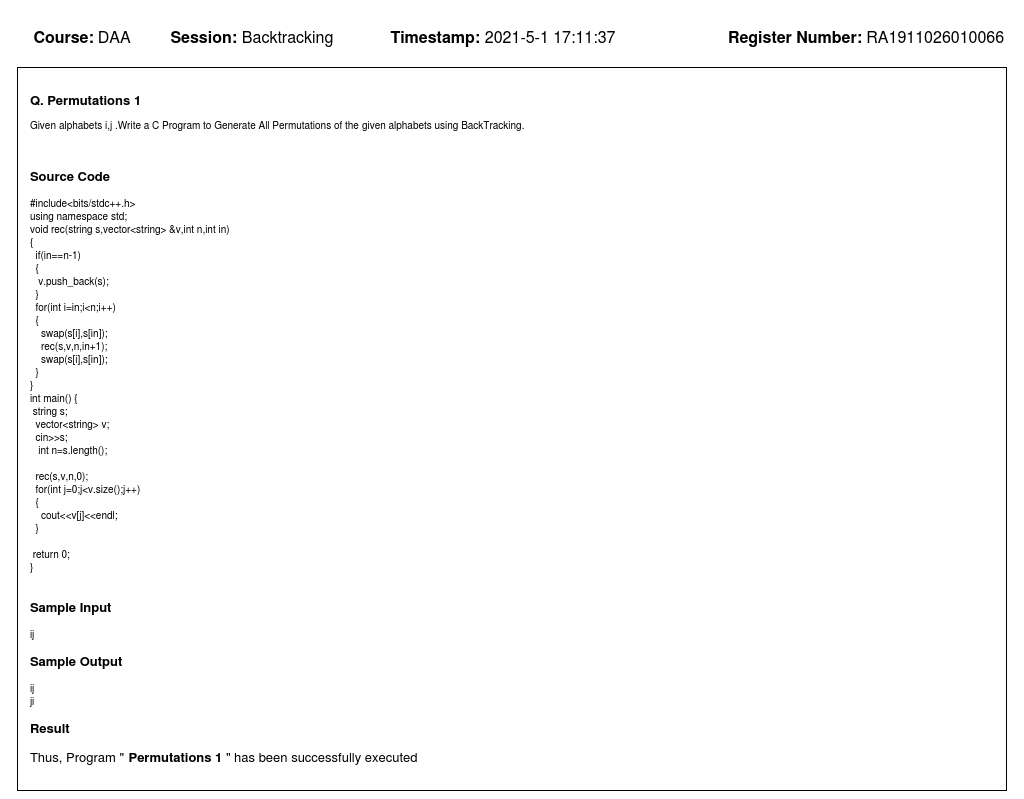 Course: DAA Session: Backtracking Timestamp: 2021-5-1 17:11:37 Register Number: RA1911026010066
Q. Permutations 1
Given alphabets i,j .Write a C Program to Generate All Permutations of the given alphabets using BackTracking.
Source Code
#include<bits/stdc++.h>
using namespace std;
void rec(string s,vector<string> &v,int n,int in)
{
if(in==n-1)
{
v.push_back(s);
}
for(int i=in;i<n;i++)
{
swap(s[i],s[in]);
rec(s,v,n,in+1);
swap(s[i],s[in]);
}
}
int main() {
string s;
vector<string> v;
cin>>s;
int n=s.length();
rec(s,v,n,0);
for(int j=0;j<v.size();j++)
{
cout<<v[j]<<endl;
}
return 0;
}
Sample Input
ij
Sample Output
ij
ji
Result
Thus, Program " Permutations 1 " has been successfully executed